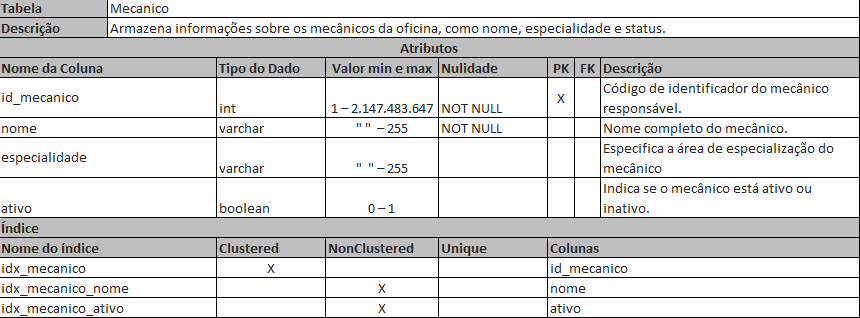 Tabela Mecanico
Descrição Armazena informações sobre os mecânicos da oficina, como nome, especialidade e status.
Atributos
Nome da Coluna Tipo do Dado Valor min e max Nulidade PK FK Descrição
id_mecanico int 1 – 2.147.483.647 NOT NULL X Código de identificador do mecânico
responsável.
nome varchar " " – 255 NOT NULL Nome completo do mecânico.
especialidade varchar " " – 255 Especifica a área de especialização do
mecânico
ativo boolean 0 – 1 Indica se o mecânico está ativo ou
inativo.
Índice
Nome do índice Clustered NonClustered Unique Colunas
idx_mecanico X id_mecanico
idx_mecanico_nome X nome
idx_mecanico_ativo X ativo